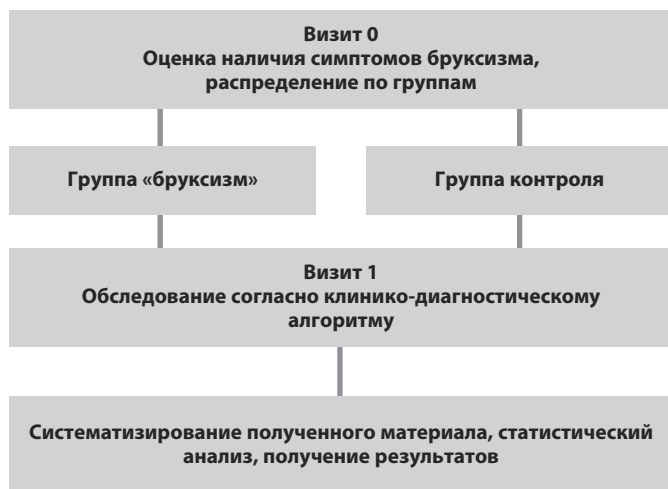 Визит 0
Оценка наличия симптомов бруксизма,
распределение по группам
Группа «бруксизм»
Группа контроля
Визит 1
Обследование согласно клинико-диагностическому
алгоритму
Систематизирование полученного материала, статистический
анализ, получение результатов